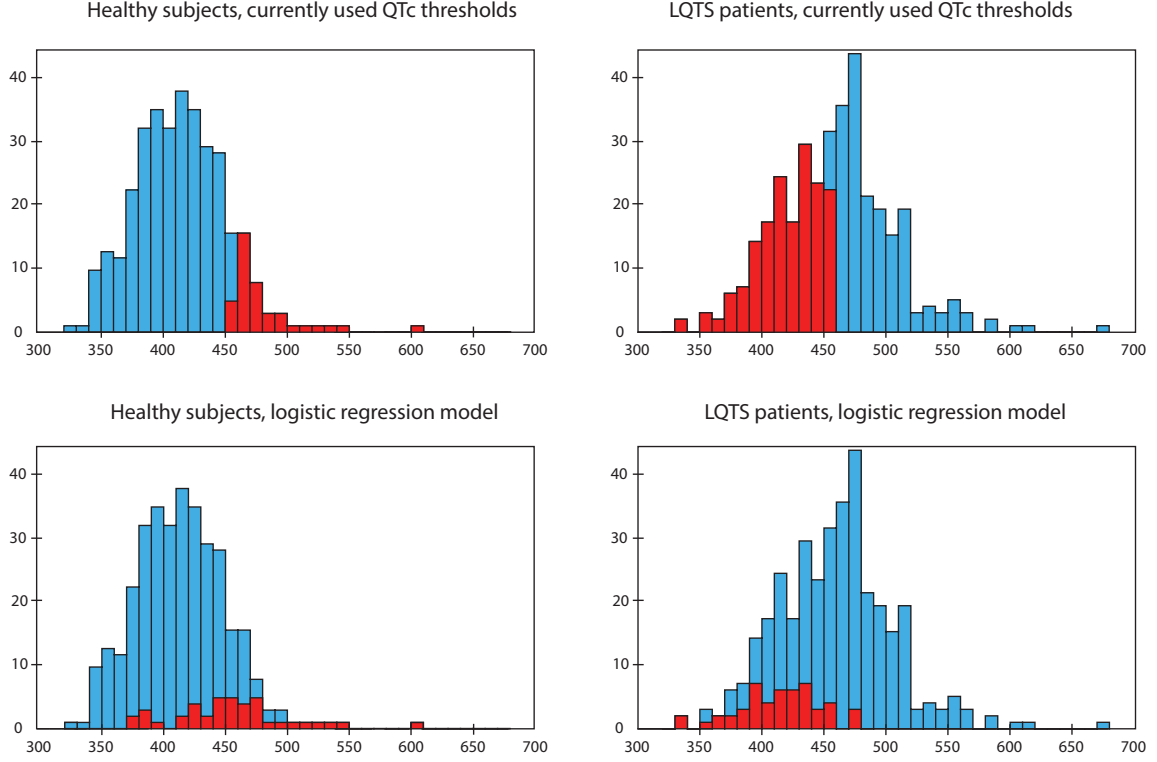 Healthy subjects, currently used QTc thresholds
40
30
20
10
0
300 350 400 450 500 550 600 650 700
LQTS patients, currently used QTc thresholds
40
30
20
10
0
300 350 400 450 500 550 600 650 700
Healthy subjects, logistic regression model
40
30
20
10
0
300 350 400 450 500 550 600 650 700
LQTS patients, logistic regression model
40
30
20
10
0
300 350 400 450 500 550 600 650 700